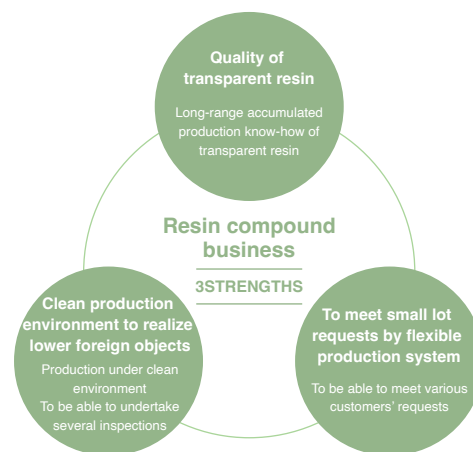 Quality of
transparent resin
Long-range accumulated
production know-how of
transparent resin
Resin compound
business
3STRENGTHS
Clean production
environment to realize
lower foreign objects
Production under clean
environment
To be able to undertake
several inspections
To meet small lot
requests by flexible
production system
To be able to meet various
customers’ requests